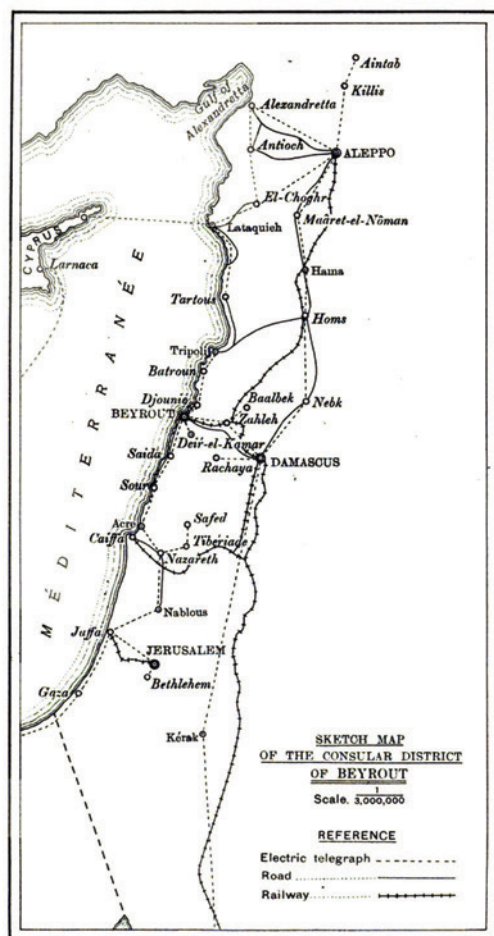 Aintab
Killis
Gulf of
Alexandretta
Alexandretta
Antioch
ALEPPO
El-Choghr
Maâret-el-Nôman
CYPRUS
Lataquieh
Larnaca
Hama
Tartous
Homs
Tripoli
Batroun
MÉDITERRANÉE
Djounie
Baalbek
Nebk
BEYROUT
Zahleh
Deir-el-Kamar
Saida
Rachaya
DAMASCUS
Sour
Acre
Safed
Caiffa
Tiberiade
Nazareth
Nablous
Jaffa
JERUSALEM
Bethlehem
Gaza
Kérak
SKETCH MAP
OF THE CONSULAR DISTRICT
OF BEYROUT
Scale. 1/3,000,000
REFERENCE
Electric telegraph
Road
Railway